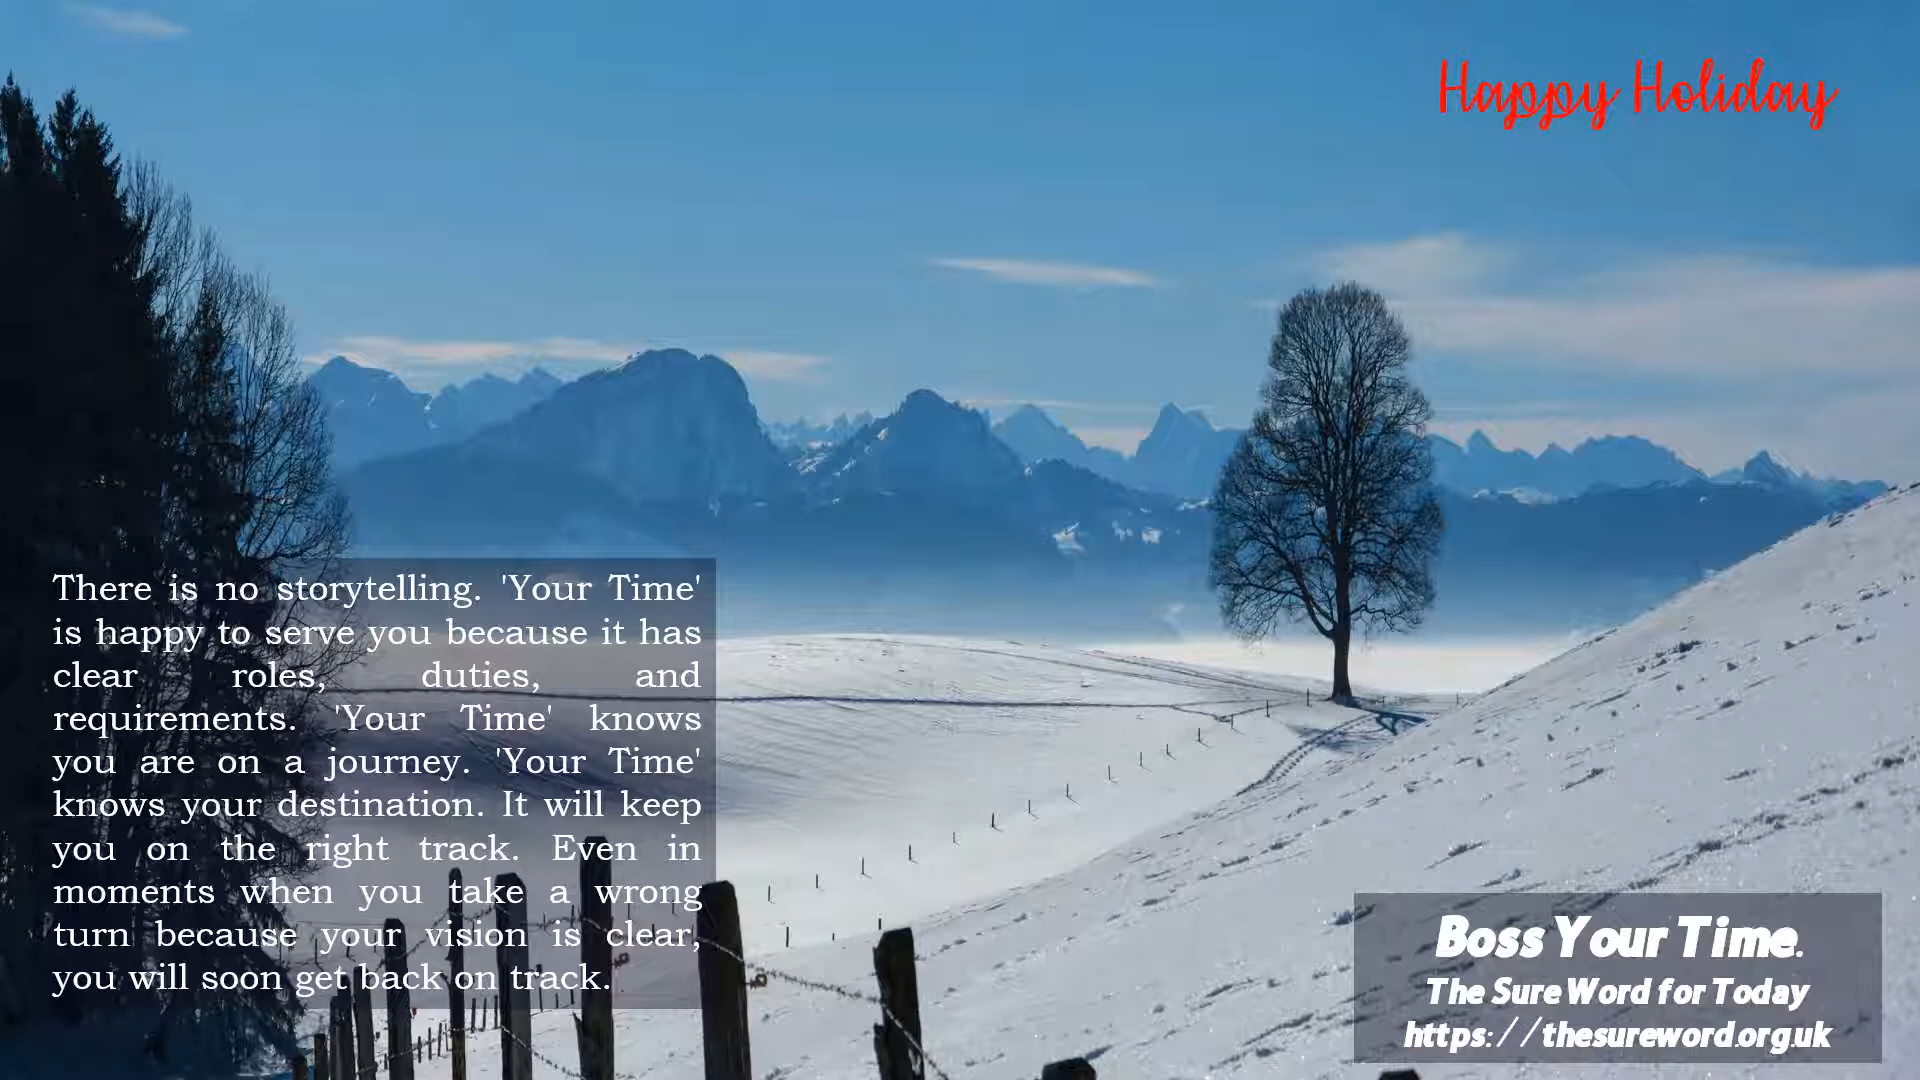 Happy Holiday
There is no storytelling. 'Your Time'
is happy to serve you because it has
clear roles, duties, and
requirements. 'Your Time' knows
you are on a journey. 'Your Time'
knows your destination. It will keep
you on the right track. Even in
moments when you take a wrong
turn because your vision is clear,
you will soon get back on track.
Boss Your Time.
The Sure Word for Today
https://thesureword.org.uk